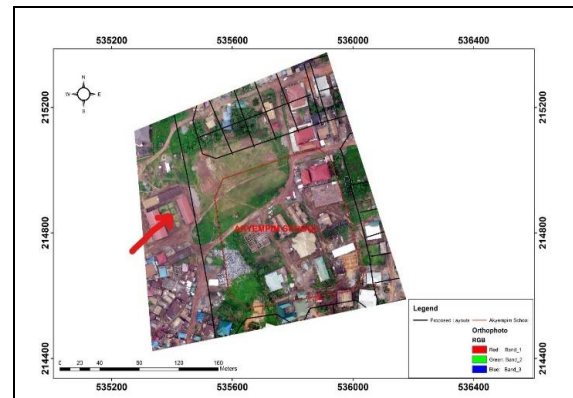 535200 535600 536000 536400
N
W E
S
215200 215200
214800 214800
AKYEMPIM SCHOOL
Legend
Proposed Layouts Akyempim School
Orthophoto
RGB
Red: Band_1
Green: Band_2
Blue: Band_3
0 20 40 80 120 160
Meters
214400 214400
535200 535600 536000 536400